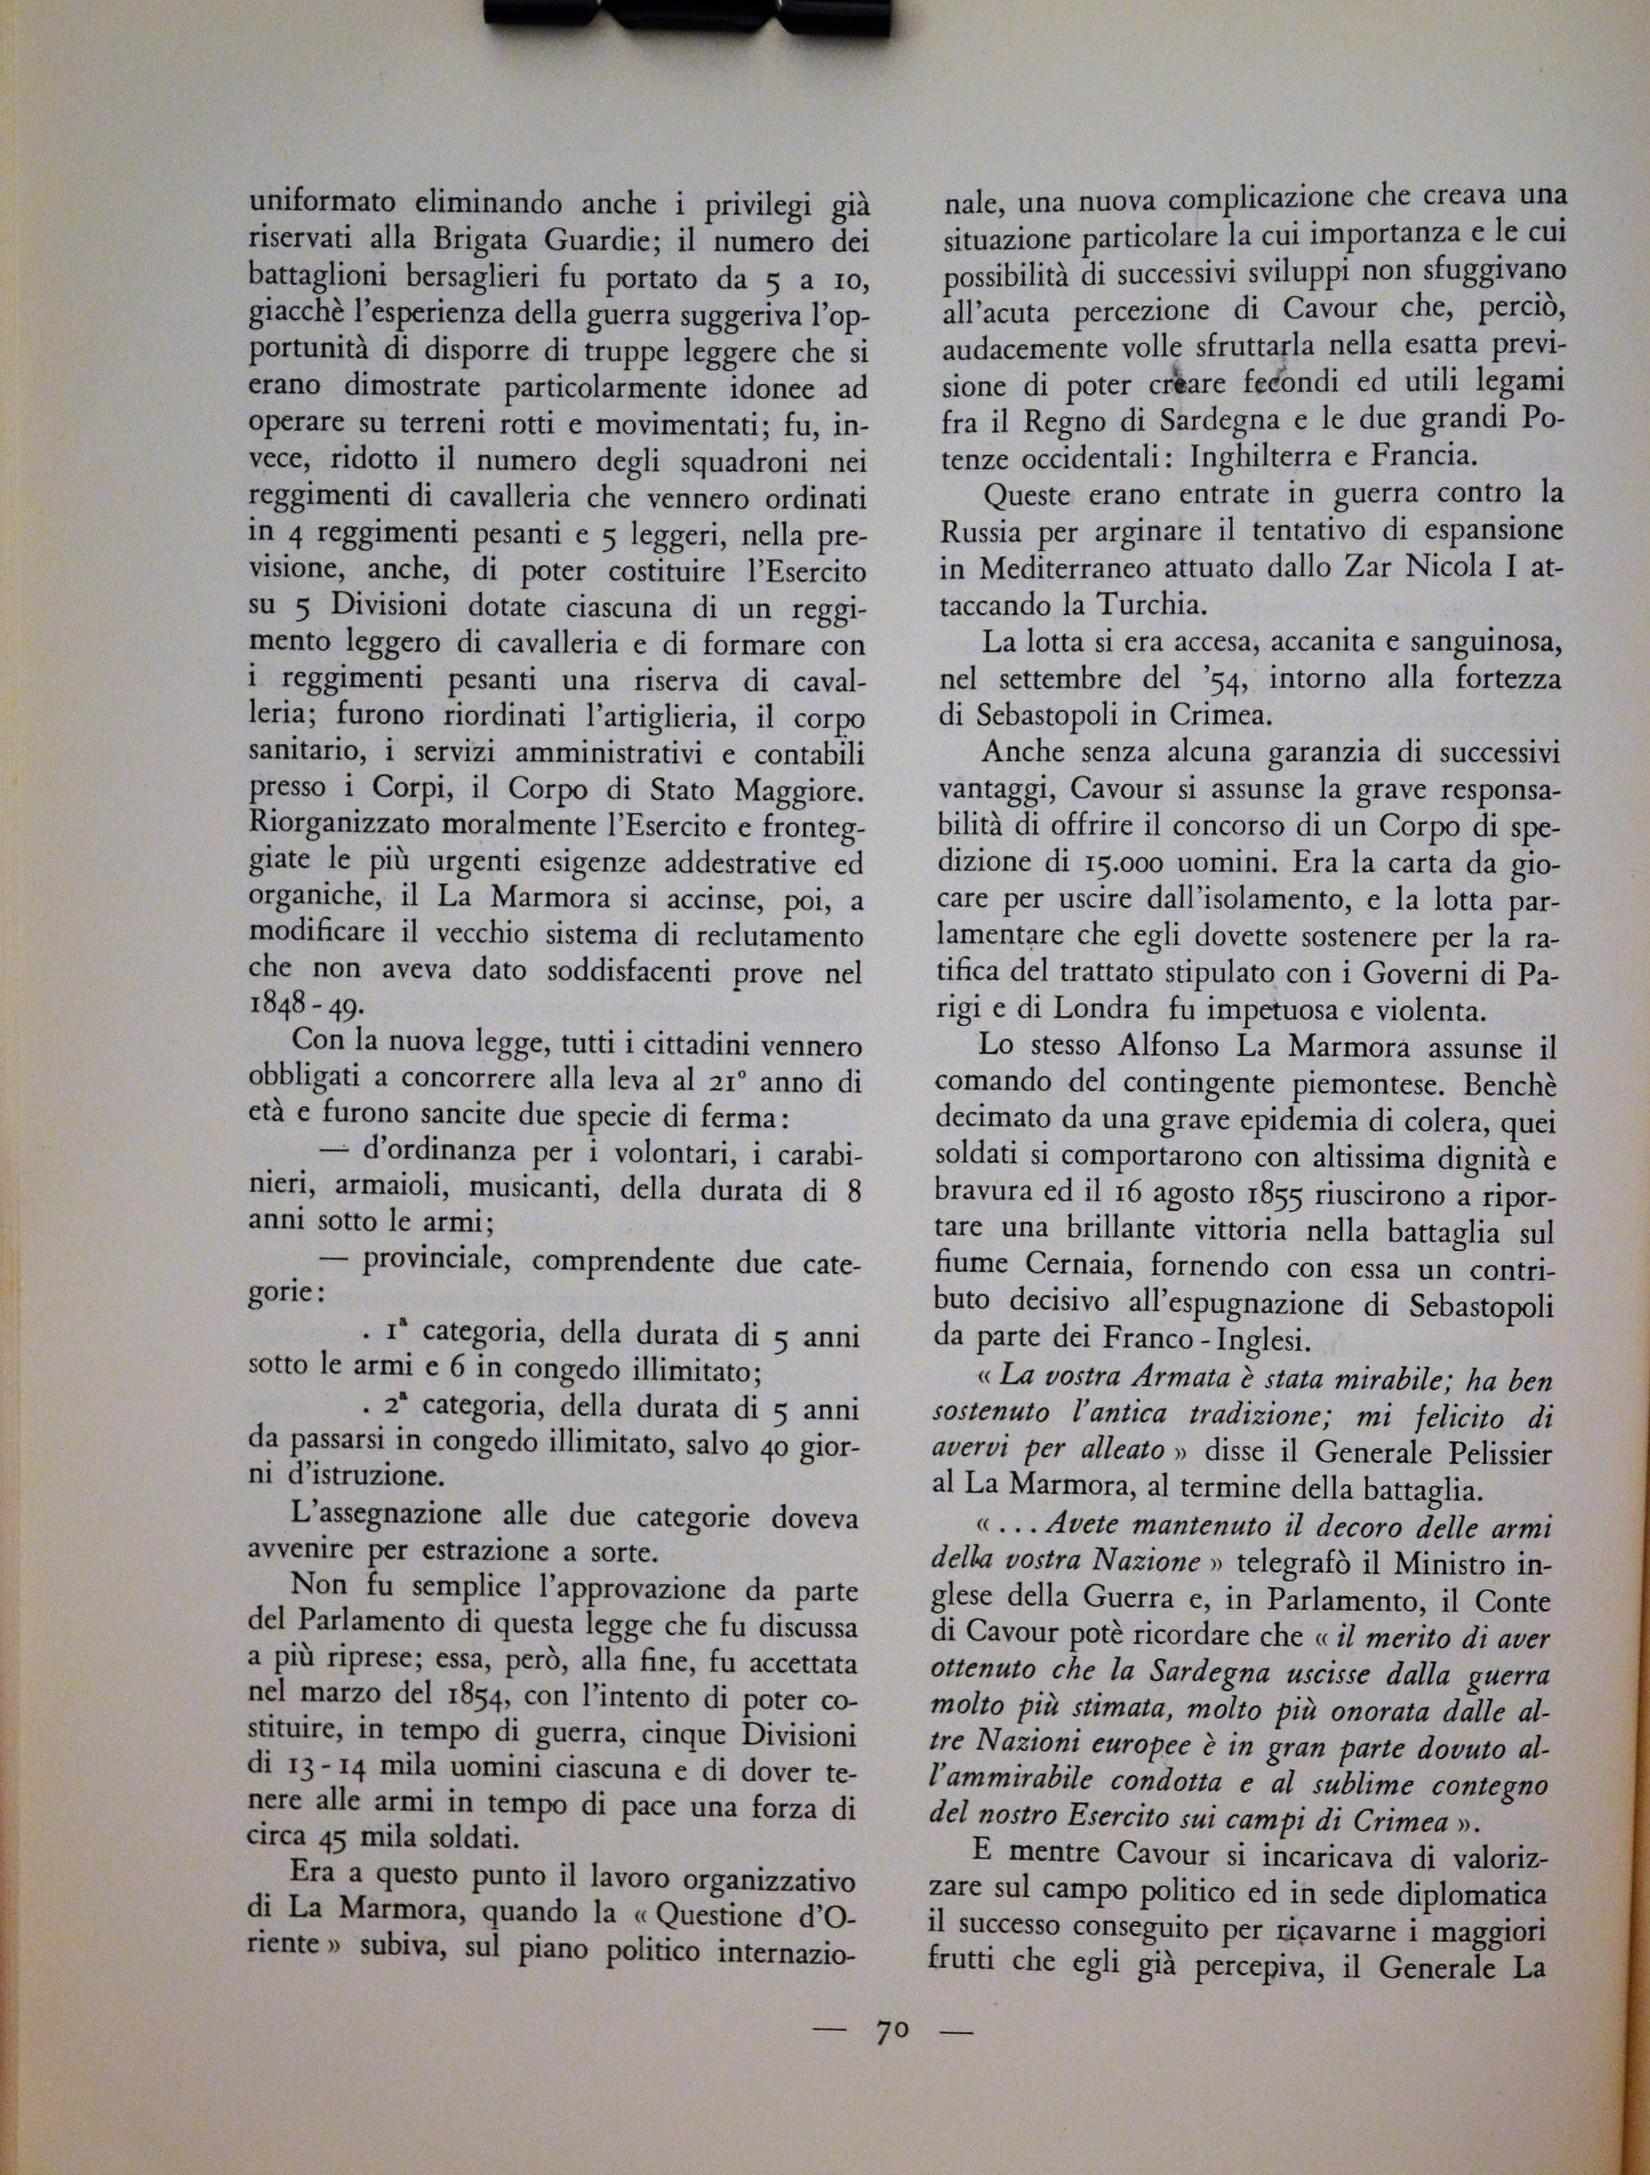 uniformato eliminando anche i privilegi già
riservati alla Brigata Guardie; il numero dei
battaglioni bersaglieri fu portato da 5 a 10,
giacchè l'esperienza della guerra suggeriva l'op-
portunità di disporre di truppe leggere che si
erano dimostrate particolarmente idonee ad
operare su terreni rotti e movimentati; fu, in-
vece, ridotto il numero degli squadroni nei
reggimenti di cavalleria che vennero ordinati
in 4 reggimenti pesanti e 5 leggeri, nella pre-
visione, anche, di poter costituire l'Esercito
su 5 Divisioni dotate ciascuna di un reggi-
mento leggero di cavalleria e di formare con
i reggimenti pesanti una riserva di caval-
leria; furono riordinati l'artiglieria, il corpo
sanitario, i servizi amministrativi e contabili
presso i Corpi, il Corpo di Stato Maggiore.
Riorganizzato moralmente l'Esercito e fronteg-
giate le più urgenti esigenze addestrative ed
organiche, il La Marmora si accinse, poi, a
modificare il vecchio sistema di reclutamento
che non aveva dato soddisfacenti prove nel
1848 - 49.
Con la nuova legge, tutti i cittadini vennero
obbligati a concorrere alla leva al 21° anno di
età e furono sancite due specie di ferma:
— d'ordinanza per i volontari, i carabi-
nieri, armaioli, musicanti, della durata di 8
anni sotto le armi;
— provinciale, comprendente due cate-
gorie:
. 1ª categoria, della durata di 5 anni
sotto le armi e 6 in congedo illimitato;
. 2ª categoria, della durata di 5 anni
da passarsi in congedo illimitato, salvo 40 gior-
ni d'istruzione.
L'assegnazione alle due categorie doveva
avvenire per estrazione a sorte.
Non fu semplice l'approvazione da parte
del Parlamento di questa legge che fu discussa
a più riprese; essa, però, alla fine, fu accettata
nel marzo del 1854, con l'intento di poter co-
stituire, in tempo di guerra, cinque Divisioni
di 13 - 14 mila uomini ciascuna e di dover te-
nere alle armi in tempo di pace una forza di
circa 45 mila soldati.
Era a questo punto il lavoro organizzativo
di La Marmora, quando la « Questione d'O-
riente » subiva, sul piano politico internazio-
nale, una nuova complicazione che creava una
situazione particolare la cui importanza e le cui
possibilità di successivi sviluppi non sfuggivano
all'acuta percezione di Cavour che, perciò,
audacemente volle sfruttarla nella esatta previ-
sione di poter creare fecondi ed utili legami
fra il Regno di Sardegna e le due grandi Po-
tenze occidentali: Inghilterra e Francia.
Queste erano entrate in guerra contro la
Russia per arginare il tentativo di espansione
in Mediterraneo attuato dallo Zar Nicola I at-
taccando la Turchia.
La lotta si era accesa, accanita e sanguinosa,
nel settembre del '54, intorno alla fortezza
di Sebastopoli in Crimea.
Anche senza alcuna garanzia di successivi
vantaggi, Cavour si assunse la grave responsa-
bilità di offrire il concorso di un Corpo di spe-
dizione di 15.000 uomini. Era la carta da gio-
care per uscire dall'isolamento, e la lotta par-
lamentare che egli dovette sostenere per la ra-
tifica del trattato stipulato con i Governi di Pa-
rigi e di Londra fu impetuosa e violenta.
Lo stesso Alfonso La Marmora assunse il
comando del contingente piemontese. Benchè
decimato da una grave epidemia di colera, quei
soldati si comportarono con altissima dignità e
bravura ed il 16 agosto 1855 riuscirono a ripor-
tare una brillante vittoria nella battaglia sul
fiume Cernaia, fornendo con essa un contri-
buto decisivo all'espugnazione di Sebastopoli
da parte dei Franco - Inglesi.
« La vostra Armata è stata mirabile; ha ben
sostenuto l'antica tradizione; mi felicito di
avervi per alleato » disse il Generale Pelissier
al La Marmora, al termine della battaglia.
« ... Avete mantenuto il decoro delle armi
della vostra Nazione » telegrafò il Ministro in-
glese della Guerra e, in Parlamento, il Conte
di Cavour potè ricordare che « il merito di aver
ottenuto che la Sardegna uscisse dalla guerra
molto più stimata, molto più onorata dalle al-
tre Nazioni europee è in gran parte dovuto al-
l'ammirabile condotta e al sublime contegno
del nostro Esercito sui campi di Crimea ».
E mentre Cavour si incaricava di valoriz-
zare sul campo politico ed in sede diplomatica
il successo conseguito per ricavarne i maggiori
frutti che egli già percepiva, il Generale La
— 70 —